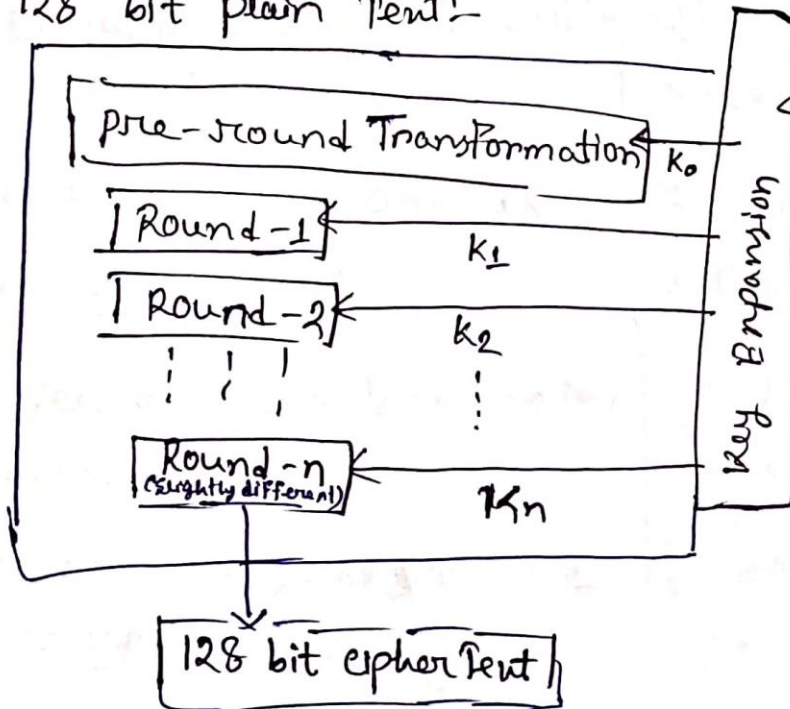 128 bit plain Text:-
Pre-round Transformation
K0
Round-1
K1
Round-2
K2
Round-n
(Slightly different)
Kn
Key Expansion
128 bit cipher Text